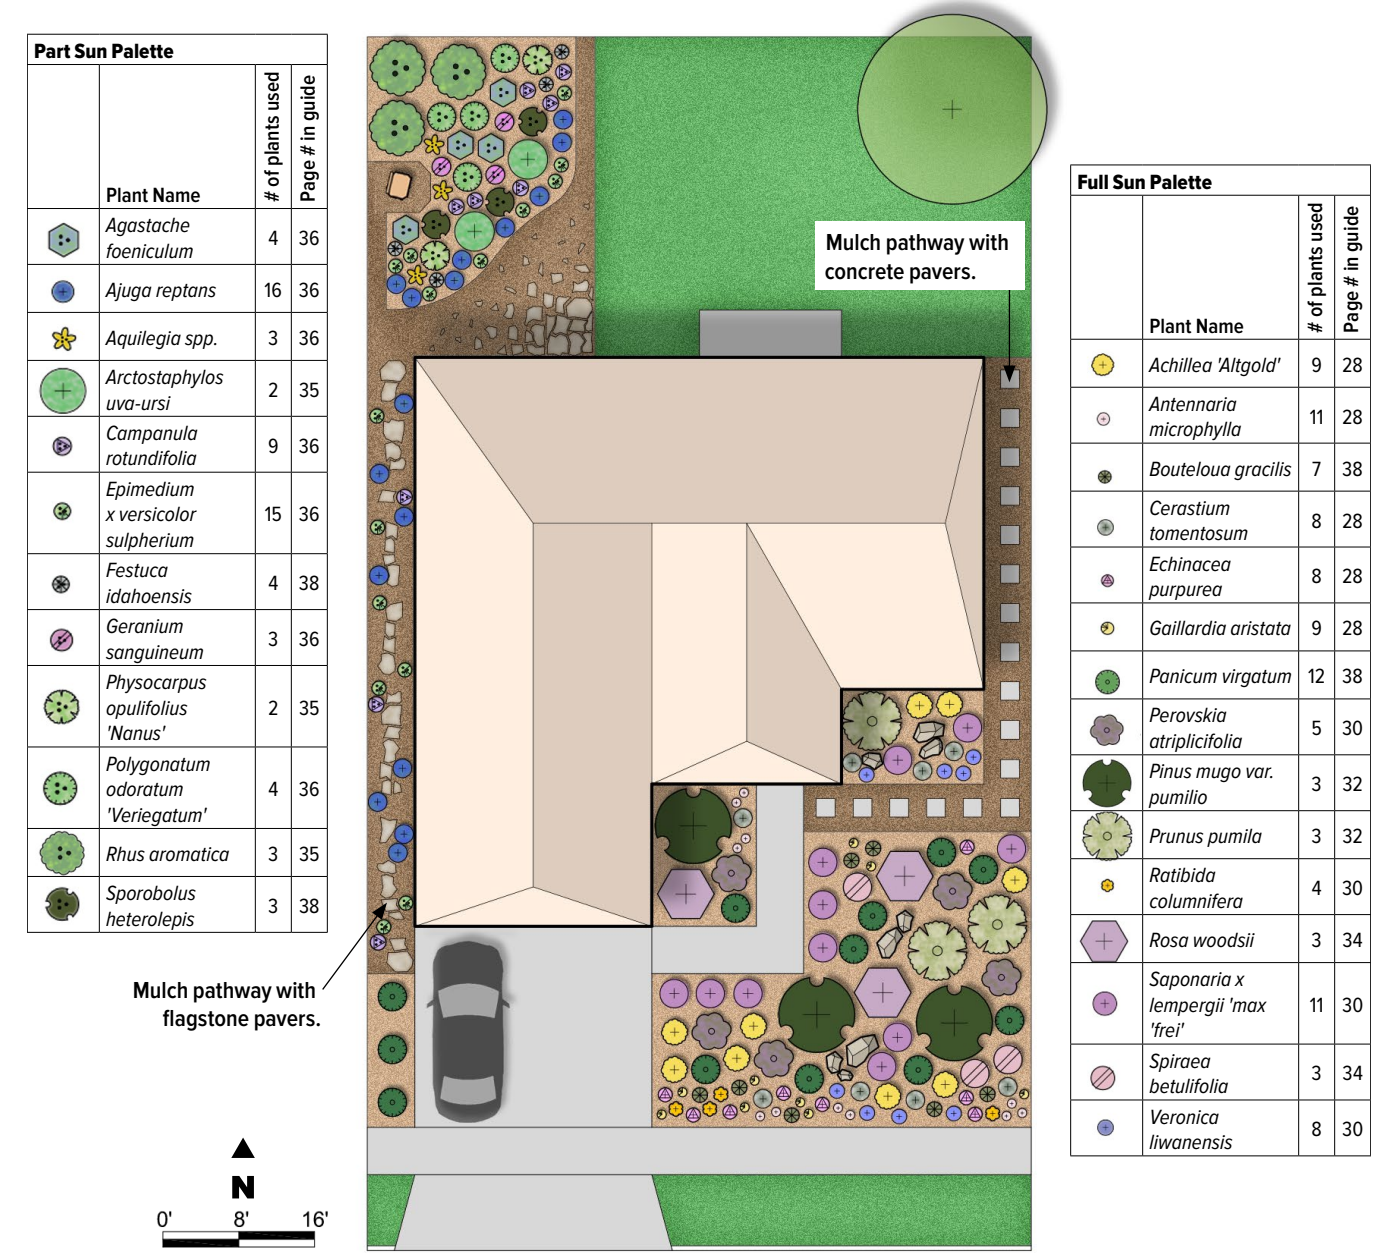 Part Sun Palette
Plant Name
# of plants used
Page # in guide
Agastache
foeniculum
4
36
Ajuga reptans
16
36
Aquilegia spp.
3
36
Arctostaphylos
uva-ursi
2
35
Campanula
rotundifolia
9
36
Epimedium
x versicolor
sulpherium
15
36
Festuca
idahoensis
4
38
Geranium
sanguineum
3
36
Physocarpus
opulifolius
'Nanus'
2
35
Polygonatum
odoratum
'Veriegatum'
4
36
Rhus aromatica
3
35
Sporobolus
heterolepis
3
38
Mulch pathway with
flagstone pavers.
N
0' 8' 16'
Mulch pathway with
concrete pavers.
Full Sun Palette
Plant Name
# of plants used
Page # in guide
Achillea 'Altgold'
9
28
Antennaria
microphylla
11
28
Bouteloua gracilis
7
38
Cerastium
tomentosum
8
28
Echinacea
purpurea
8
28
Gaillardia aristata
9
28
Panicum virgatum
12
38
Perovskia
atriplicifolia
5
30
Pinus mugo var.
pumilio
3
32
Prunus pumila
3
32
Ratibida
columnifera
4
30
Rosa woodsii
3
34
Saponaria x
lempergii 'max
'frei'
11
30
Spiraea
betulifolia
3
34
Veronica
liwanensis
8
30